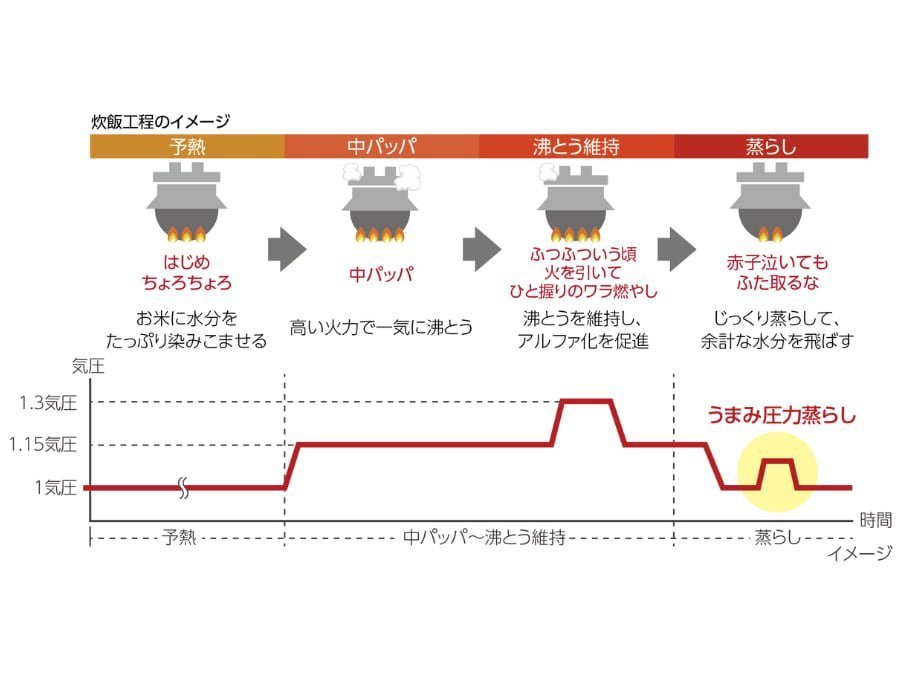 炊飯工程のイメージ
予熱
中パッパ
沸とう維持
蒸らし
はじめ
ちょろちょろ
お米に水分を
たっぷり染みこませる
中パッパ
高い火力で一気に沸とう
ふつふついう頃
火を引いて
ひと握りのワラ燃やし
沸とうを維持し、
アルファ化を促進
赤子泣いても
ふた取るな
じっくり蒸らして、
余計な水分を飛ばす
気圧
1.3気圧
1.15気圧
1気圧
うまみ圧力蒸らし
時間
予熱
中パッパ〜沸とう維持
蒸らし
イメージ